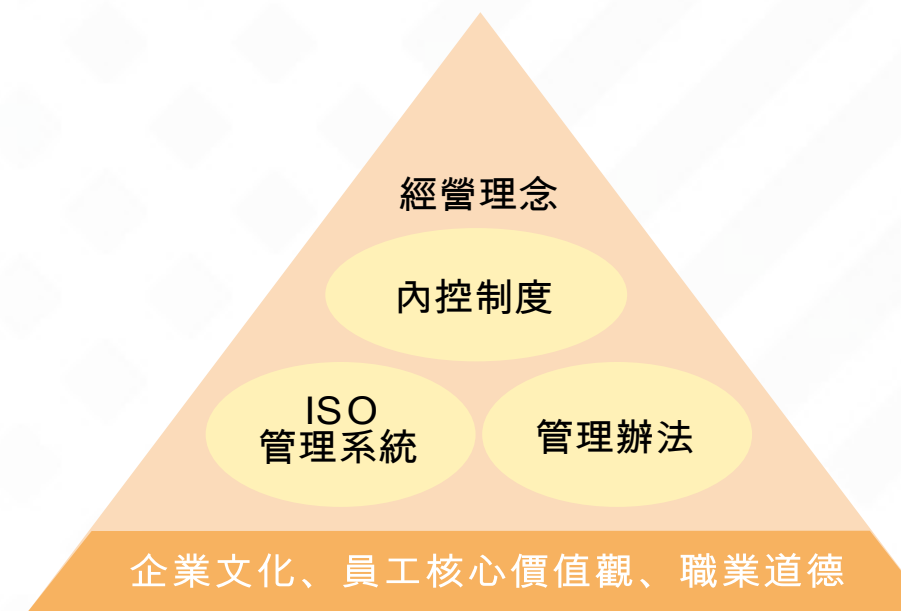 經營理念
內控制度
ISO
管理系統
管理辦法
企業文化、員工核心價值觀、職業道德